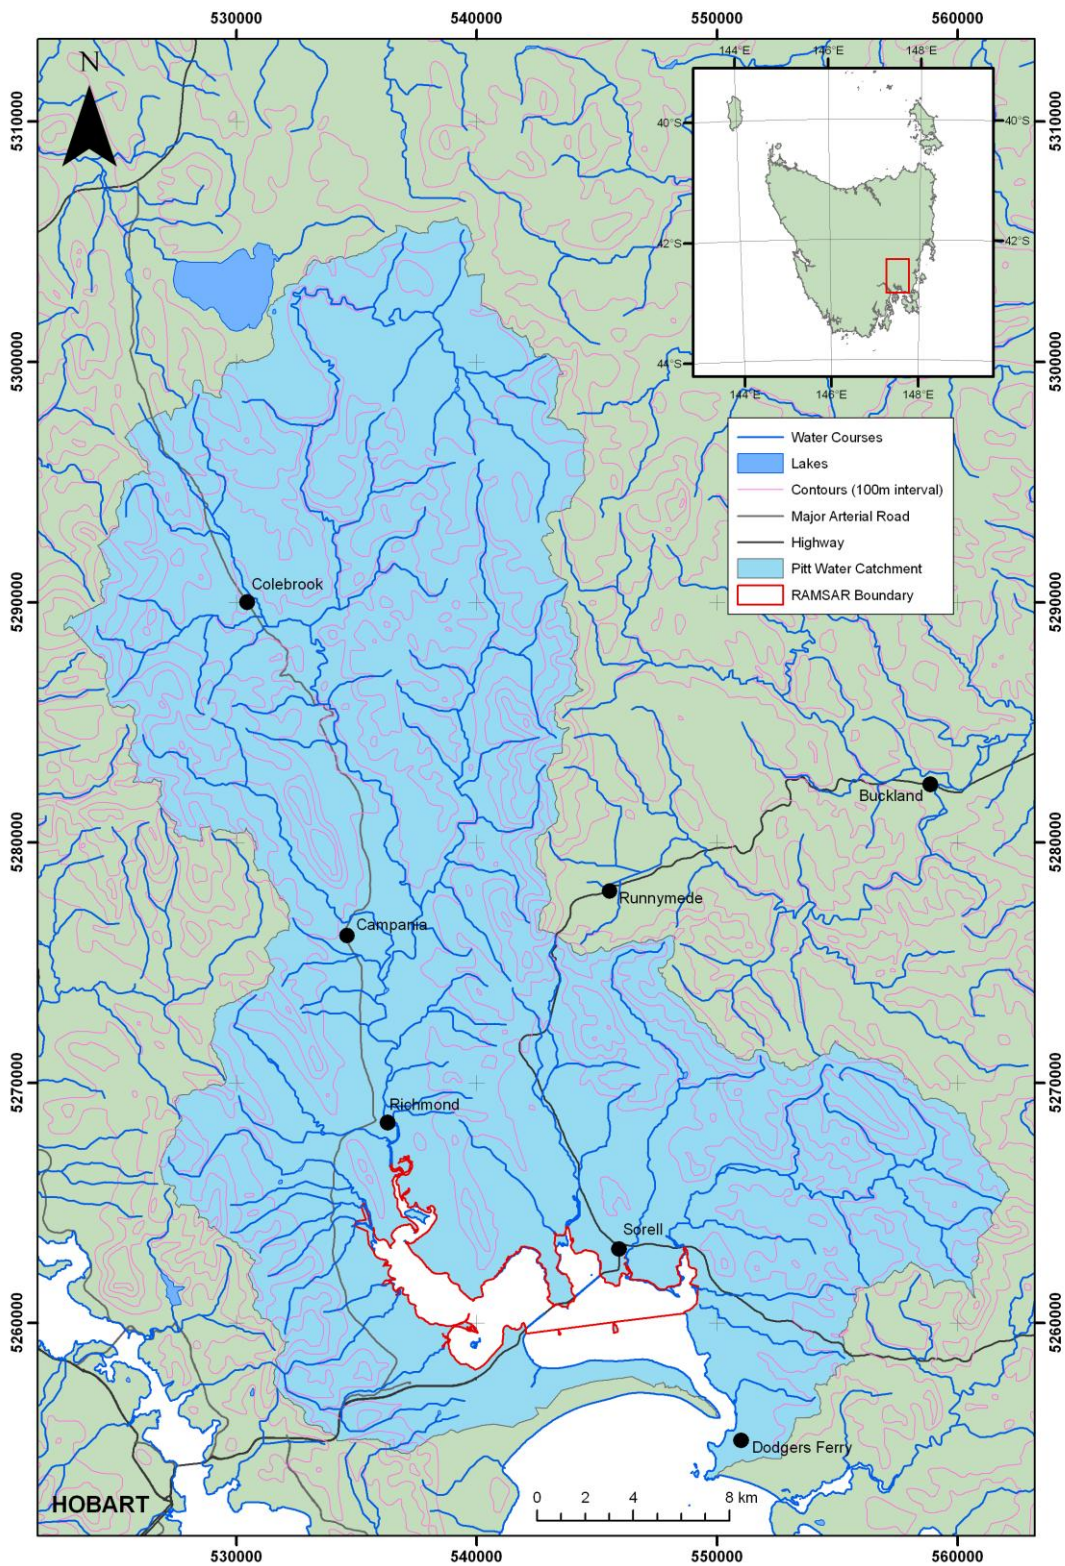 530000 540000 550000 560000
N
144°E 146°E 148°E
40°S 40°S
42°S 42°S
44°S 44°S
144°E 146°E 148°E
5310000 5310000
5300000 5300000
Water Courses
Lakes
Contours (100m interval)
Major Arterial Road
Highway
Pitt Water Catchment
RAMSAR Boundary
Colebrook
5290000 5290000
Buckland
5280000 5280000
Runnymede
Campania
5270000 5270000
Richmond
Sorell
5260000 5260000
Dodgers Ferry
HOBART
0 2 4 8 km
530000 540000 550000 560000